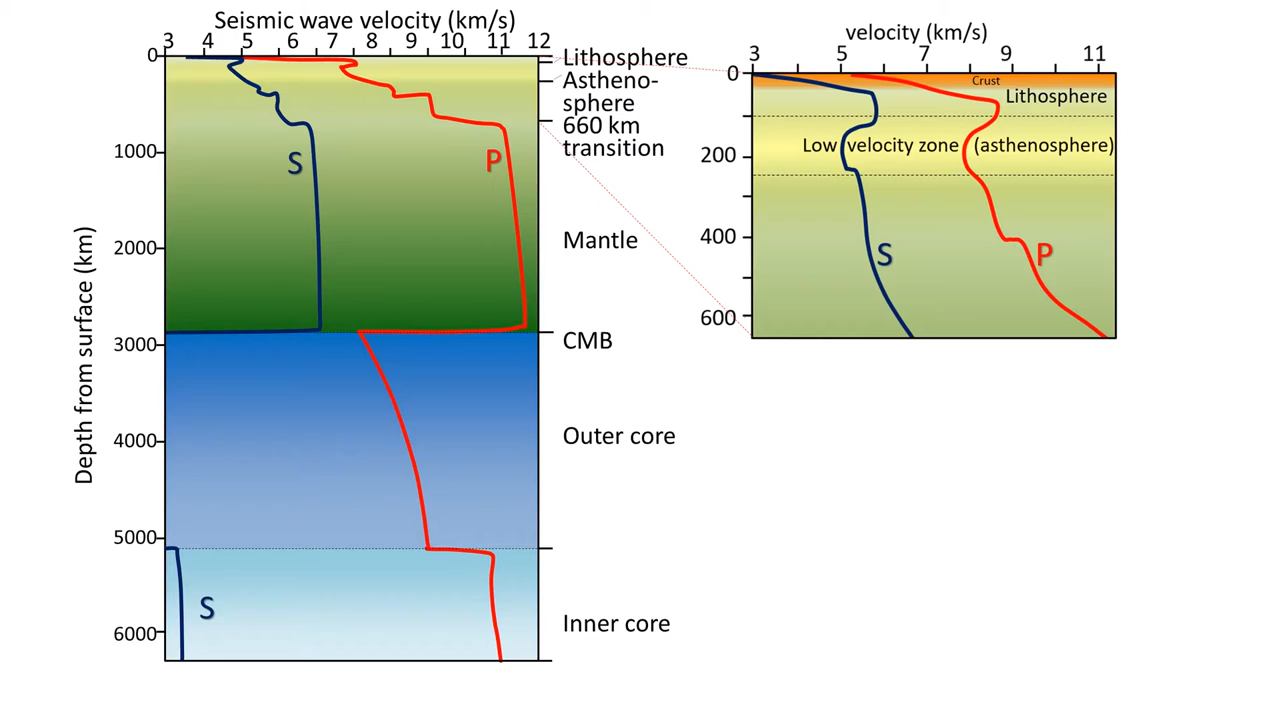 Seismic wave velocity (km/s)
3 4 5 6 7 8 9 10 11 12
0
1000
2000
3000
4000
5000
6000
Depth from surface (km)
S
P
S
Lithosphere
Astheno-
sphere
660 km
transition
Mantle
CMB
Outer core
Inner core
velocity (km/s)
3 5 7 9 11
0
200
400
600
Crust
Lithosphere
Low velocity zone (asthenosphere)
S
P